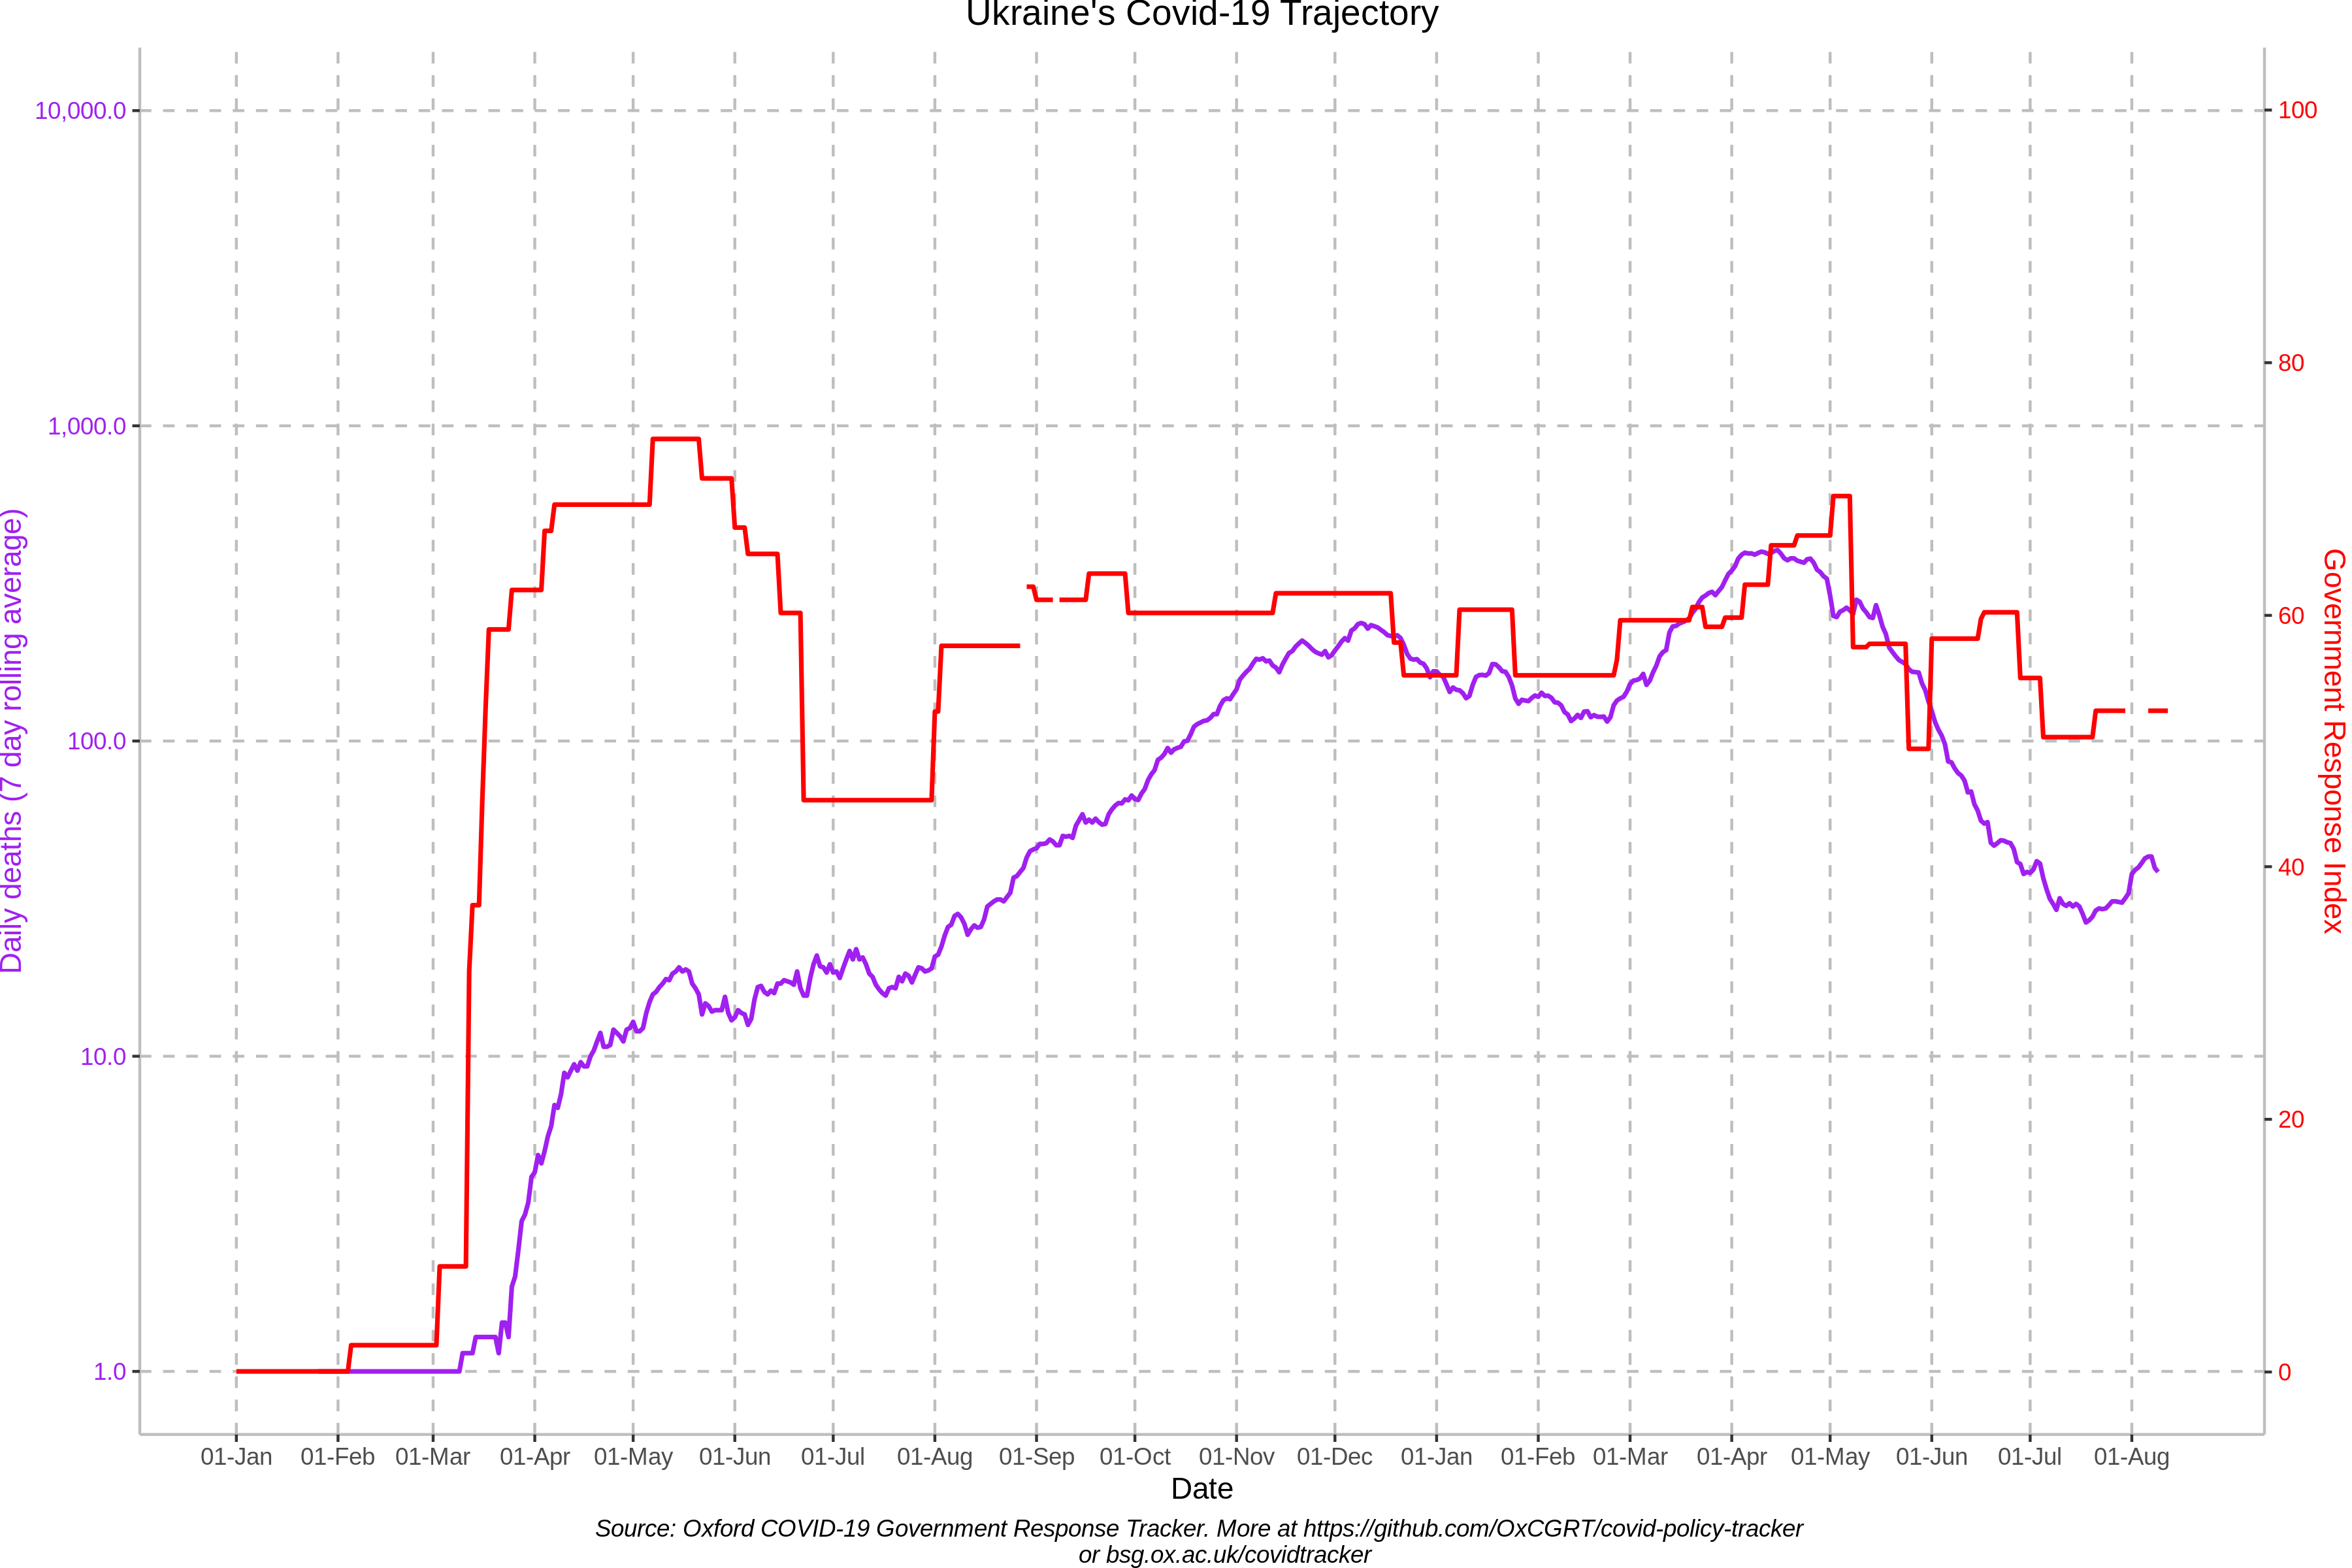 Ukraine's Covid-19 Trajectory
10,000.0
1,000.0
100.0
10.0
1.0
Daily deaths (7 day rolling average)
100
80
60
40
20
0
Government Response Index
01-Jan 01-Feb 01-Mar 01-Apr 01-May 01-Jun 01-Jul 01-Aug 01-Sep 01-Oct 01-Nov 01-Dec 01-Jan 01-Feb 01-Mar 01-Apr 01-May 01-Jun 01-Jul 01-Aug
Date
Source: Oxford COVID-19 Government Response Tracker. More at https://github.com/OxCGRT/covid-policy-tracker
or bsg.ox.ac.uk/covidtracker